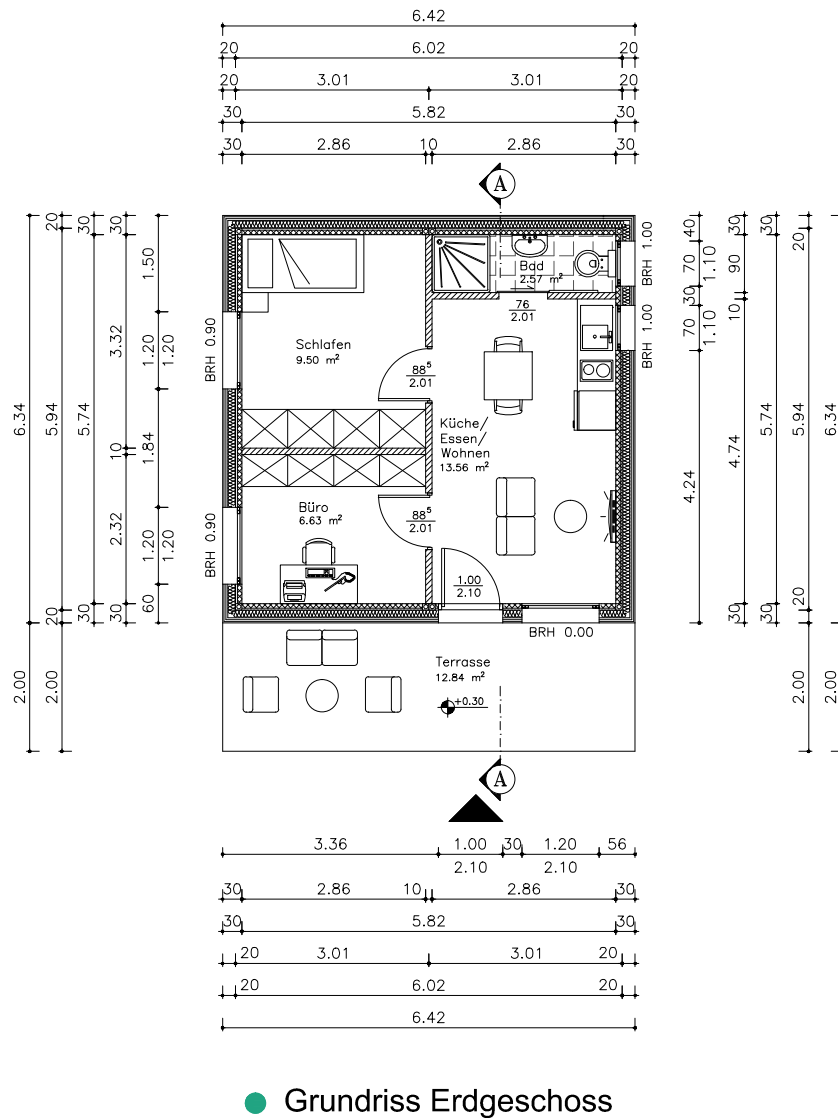 6.42
20 6.02 20
20 3.01 3.01 20
30 5.82 30
30 2.86 10 2.86 30
A
6.34
2.00
20
5.94
20
2.00
30
5.74
30
30
3.32
10
2.32
30
1.50
1.20 1.20
1.84
1.20 1.20
60
BRH 0.90
BRH 0.90
Schlafen
9.50 m²
Büro
6.63 m²
Bad
2.57 m²
76
2.01
88⁵
2.01
88⁵
2.01
Küche/
Essen/
Wohnen
13.56 m²
1.00
2.10
BRH 1.00
BRH 1.00
40
70 1.10
30
70 1.10
4.24
30
90
10
4.74
30
30
5.74
30
20
5.94
20
2.00
6.34
2.00
BRH 0.00
Terrasse
12.84 m²
+0.30
A
3.36 1.00 30 1.20 56
2.10 2.10
30 2.86 10 2.86 30
30 5.82 30
20 3.01 3.01 20
20 6.02 20
6.42
Grundriss Erdgeschoss